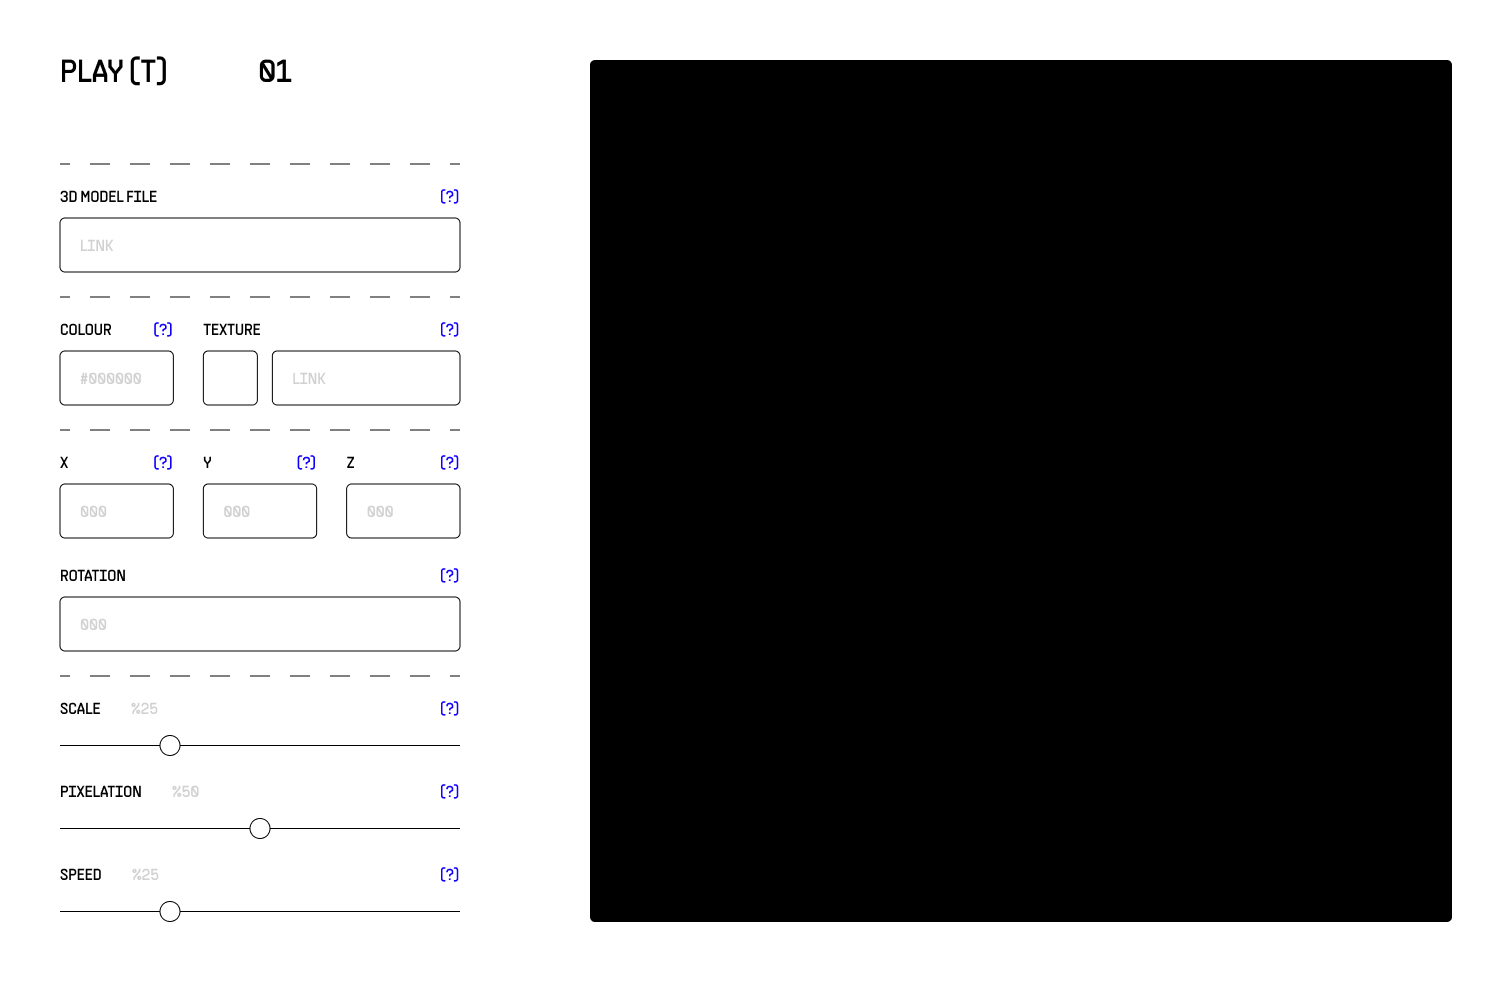 PLAY (T) 01
3D MODEL FILE (?)
LINK
COLOUR (?) TEXTURE (?)
#000000 LINK
X (?) Y (?) Z (?)
000 000 000
ROTATION (?)
000
SCALE %25 (?)
PIXELATION %50 (?)
SPEED %25 (?)